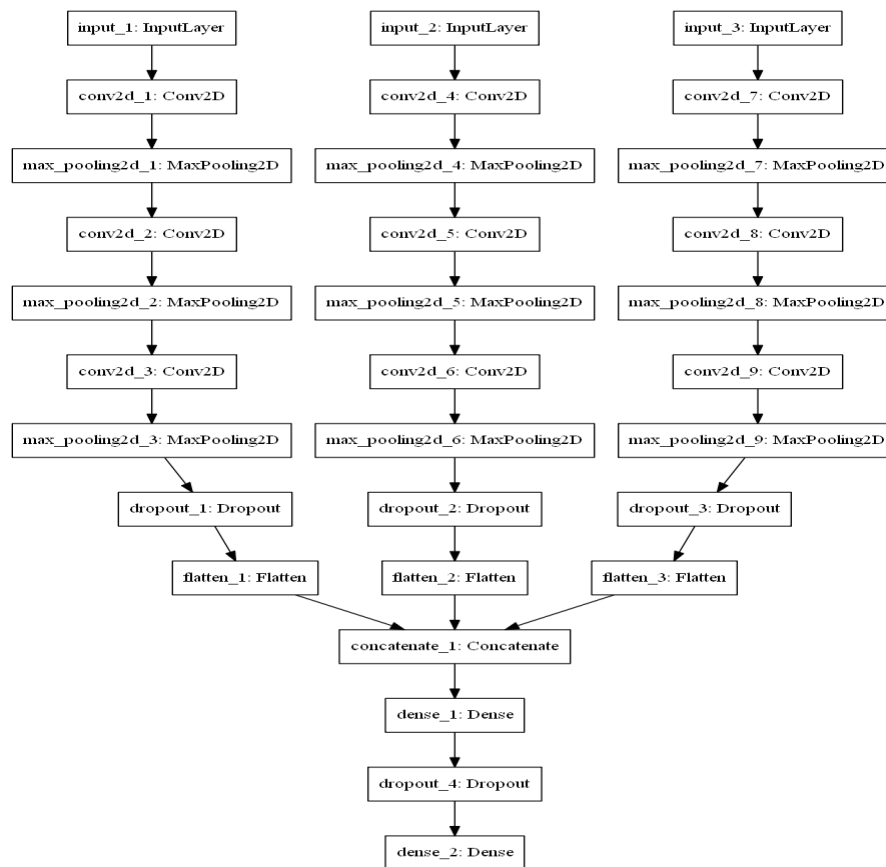 input_1: InputLayer
input_2: InputLayer
input_3: InputLayer
conv2d_1: Conv2D
conv2d_4: Conv2D
conv2d_7: Conv2D
max_pooling2d_1: MaxPooling2D
max_pooling2d_4: MaxPooling2D
max_pooling2d_7: MaxPooling2D
conv2d_2: Conv2D
conv2d_5: Conv2D
conv2d_8: Conv2D
max_pooling2d_2: MaxPooling2D
max_pooling2d_5: MaxPooling2D
max_pooling2d_8: MaxPooling2D
conv2d_3: Conv2D
conv2d_6: Conv2D
conv2d_9: Conv2D
max_pooling2d_3: MaxPooling2D
max_pooling2d_6: MaxPooling2D
max_pooling2d_9: MaxPooling2D
dropout_1: Dropout
dropout_2: Dropout
dropout_3: Dropout
flatten_1: Flatten
flatten_2: Flatten
flatten_3: Flatten
concatenate_1: Concatenate
dense_1: Dense
dropout_4: Dropout
dense_2: Dense